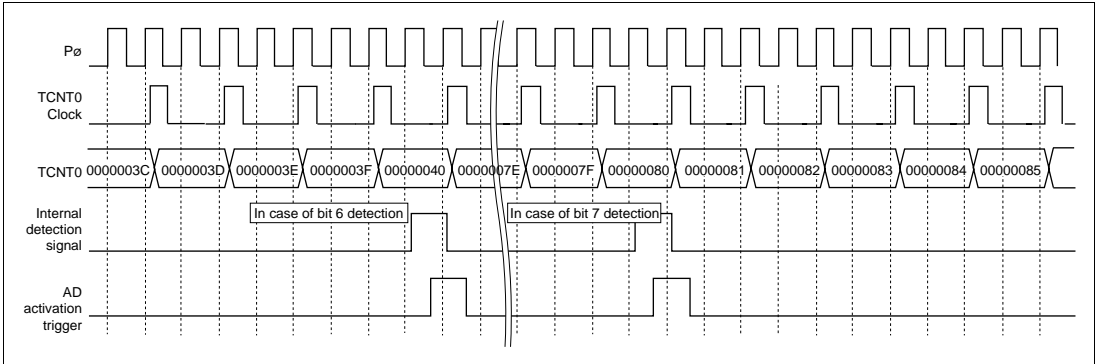 Pø
TCNT0
Clock
TCNT0 0000003C 0000003D 0000003E 0000003F 00000040 0000007E 0000007F 00000080 00000081 00000082 00000083 00000084 00000085
Internal
detection
signal
In case of bit 6 detection In case of bit 7 detection
AD
activation
trigger